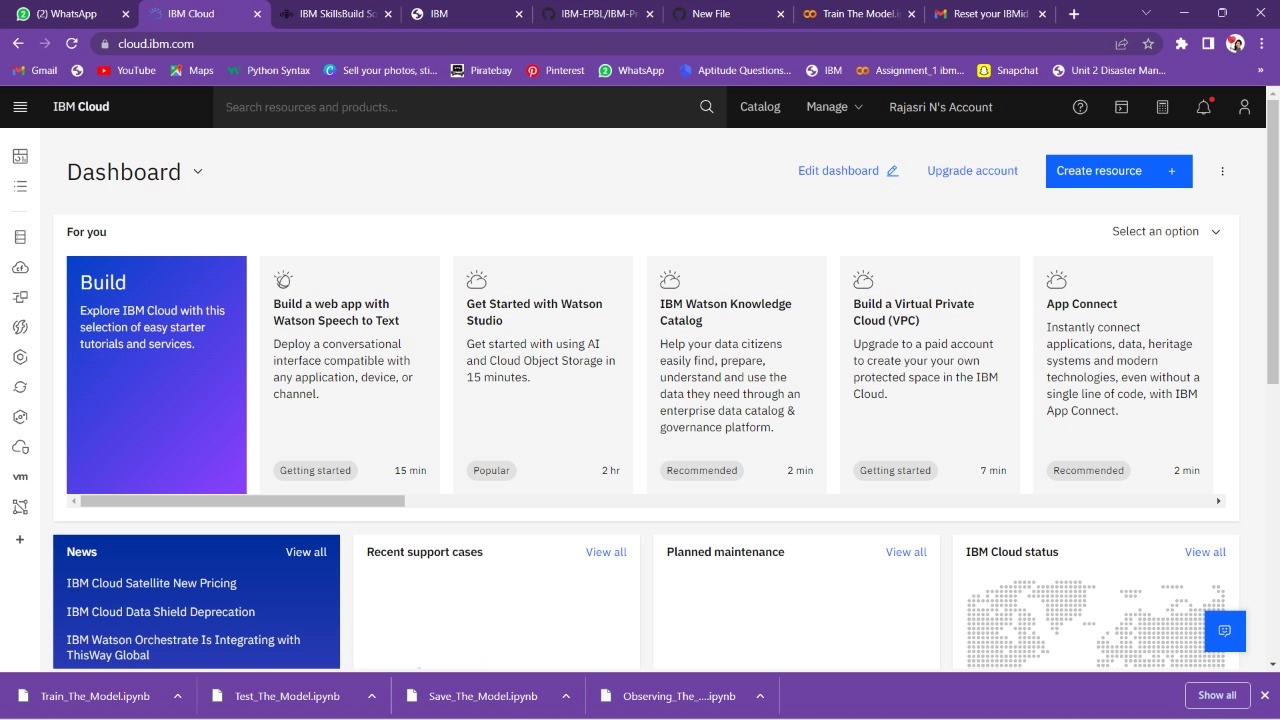 (2) WhatsApp
IBM Cloud
IBM SkillsBuild So
IBM
IBM-EPBL/IBM-Pr
New File
Train The Model.i
Reset your IBMid
cloud.ibm.com
Gmail
YouTube
Maps
Python Syntax
Sell your photos, sti...
Piratebay
Pinterest
WhatsApp
Aptitude Questions...
IBM
Assignment_1 ibm...
Snapchat
Unit 2 Disaster Man...
»
IBM Cloud
Search resources and products...
Catalog
Manage
Rajasri N's Account
Dashboard
Edit dashboard
Upgrade account
Create resource +
For you
Select an option
Build
Explore IBM Cloud with this
selection of easy starter
tutorials and services.
Build a web app with
Watson Speech to Text
Deploy a conversational
interface compatible with
any application, device, or
channel.
Getting started
15 min
Get Started with Watson
Studio
Get started with using AI
and Cloud Object Storage in
15 minutes.
Popular
2 hr
IBM Watson Knowledge
Catalog
Help your data citizens
easily find, prepare,
understand and use the
data they need through an
enterprise data catalog &
governance platform.
Recommended
2 min
Build a Virtual Private
Cloud (VPC)
Upgrade to a paid account
to create your your own
protected space in the IBM
Cloud.
Getting started
7 min
App Connect
Instantly connect
applications, data, heritage
systems and modern
technologies, even without a
single line of code, with IBM
App Connect.
Recommended
2 min
vm
News
View all
IBM Cloud Satellite New Pricing
IBM Cloud Data Shield Deprecation
IBM Watson Orchestrate Is Integrating with
ThisWay Global
Recent support cases
View all
Planned maintenance
View all
IBM Cloud status
View all
Train_The_Model.ipynb
Test_The_Model.ipynb
Save_The_Model.ipynb
Observing_The_....ipynb
Show all